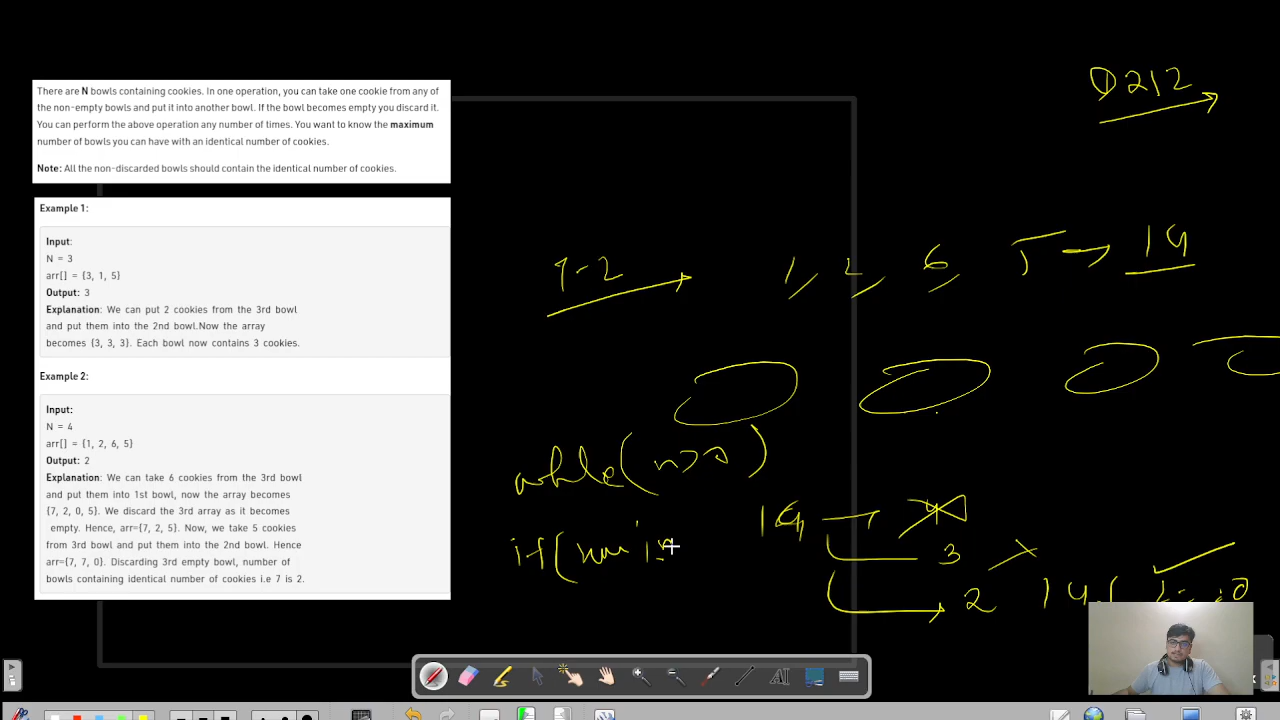 There are N bowls containing cookies. In one operation, you can take one cookie from any of
the non-empty bowls and put it into another bowl. If the bowl becomes empty you discard it.
You can perform the above operation any number of times. You want to know the maximum
number of bowls you can have with an identical number of cookies.
Note: All the non-discarded bowls should contain the identical number of cookies.
Example 1:
Input:
N = 3
arr[] = {3, 1, 5}
Output: 3
Explanation: We can put 2 cookies from the 3rd bowl
and put them into the 2nd bowl.Now the array
becomes {3, 3, 3}. Each bowl now contains 3 cookies.
Example 2:
Input:
N = 4
arr[] = {1, 2, 6, 5}
Output: 2
Explanation: We can take 6 cookies from the 3rd bowl
and put them into 1st bowl, now the array becomes
{7, 2, 0, 5}. We discard the 3rd array as it becomes
empty. Hence, arr={7, 2, 5}. Now, we take 5 cookies
from 3rd bowl and put them into the 2nd bowl. Hence
arr={7, 7, 0}. Discarding 3rd empty bowl, number of
bowls containing identical number of cookies i.e 7 is 2.
D212
1, 2, 6, 5 → 14
while(n>0)
14 → 4
3
if(num
2 14